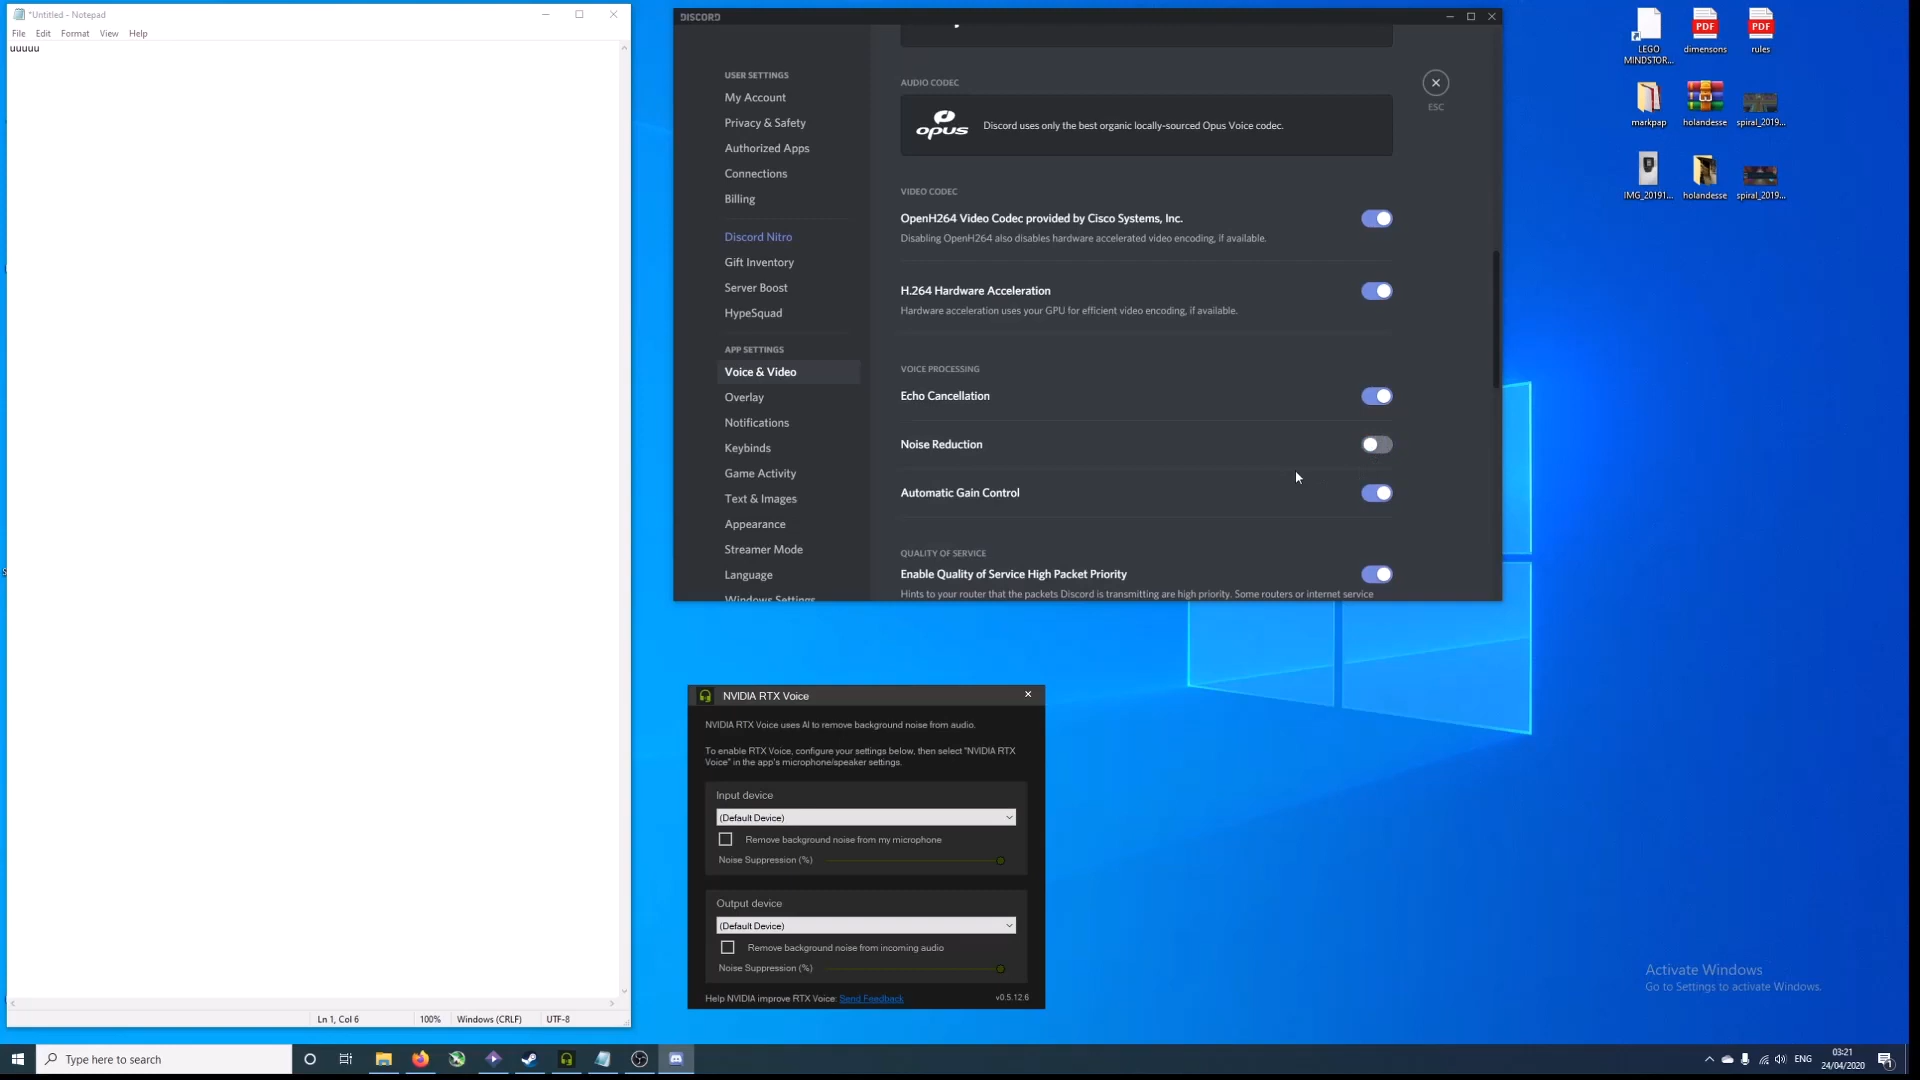 *Untitled - Notepad
File Edit Format View Help
uuuuu
Ln 1, Col 6 100% Windows (CRLF) UTF-8
DISCORD
USER SETTINGS
My Account
Privacy & Safety
Authorized Apps
Connections
Billing
Discord Nitro
Gift Inventory
Server Boost
HypeSquad
APP SETTINGS
Voice & Video
Overlay
Notifications
Keybinds
Game Activity
Text & Images
Appearance
Streamer Mode
Language
Windows Settings
AUDIO CODEC
opus
Discord uses only the best organic locally-sourced Opus Voice codec.
ESC
VIDEO CODEC
OpenH264 Video Codec provided by Cisco Systems, Inc.
Disabling OpenH264 also disables hardware accelerated video encoding, if available.
H.264 Hardware Acceleration
Hardware acceleration uses your GPU for efficient video encoding, if available.
VOICE PROCESSING
Echo Cancellation
Noise Reduction
Automatic Gain Control
QUALITY OF SERVICE
Enable Quality of Service High Packet Priority
Hints to your router that the packets Discord is transmitting are high priority. Some routers or internet service
NVIDIA RTX Voice
NVIDIA RTX Voice uses AI to remove background noise from audio.
To enable RTX Voice, configure your settings below, then select "NVIDIA RTX
Voice" in the app's microphone/speaker settings.
Input device
(Default Device)
Remove background noise from my microphone
Noise Suppression (%)
Output device
(Default Device)
Remove background noise from incoming audio
Noise Suppression (%)
Help NVIDIA improve RTX Voice: Send Feedback v0.5.12.6
PDF PDF
LEGO dimensons rules
MINDSTOR...
markpap holandesse spiral_2019...
IMG_20191... holandesse spiral_2019...
Activate Windows
Go to Settings to activate Windows.
Type here to search
ENG
03:21
24/04/2020
1